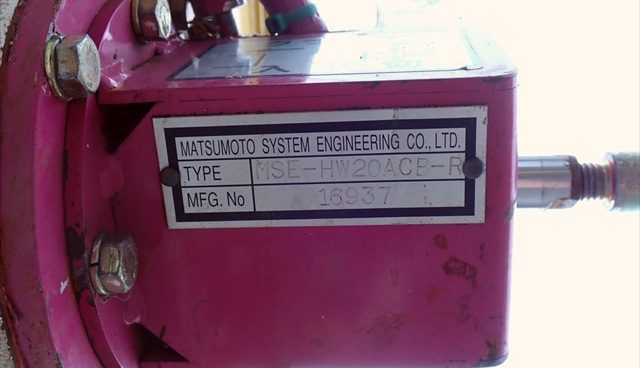 MATSUMOTO SYSTEM ENGINEERING CO., LTD.
TYPE MSE-HW20ACB-R
MFG. No 16937